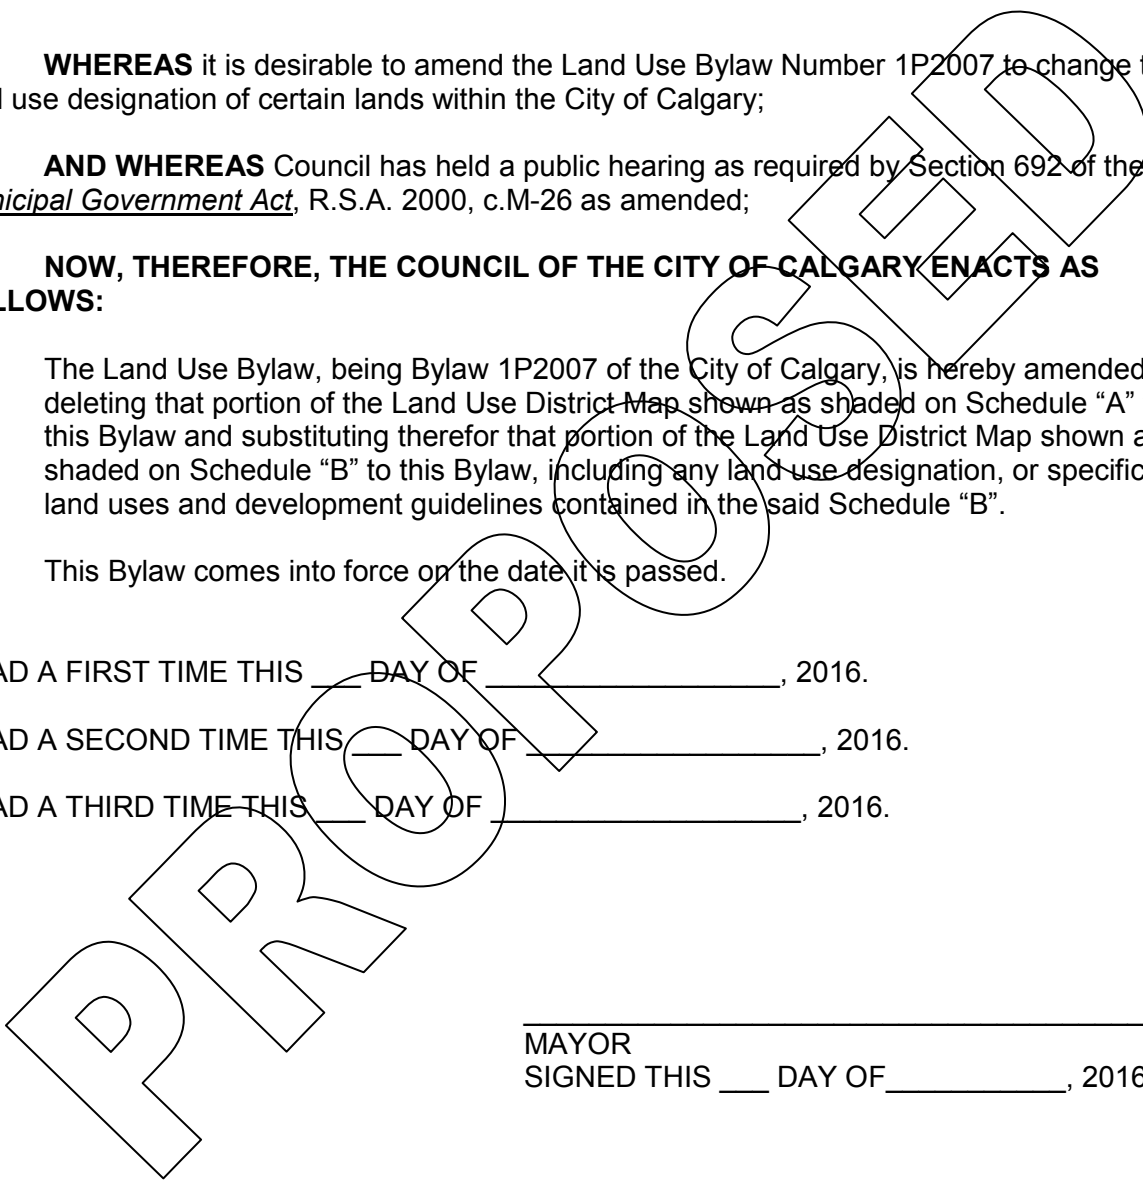 WHEREAS it is desirable to amend the Land Use Bylaw Number 1P2007 to change
use designation of certain lands within the City of Calgary;
AND WHEREAS Council has held a public hearing as required by Section 692 of the
nicipal Government Act, R.S.A. 2000, c.M-26 as amended;
NOW, THEREFORE, THE COUNCIL OF THE CITY OF CALGARY ENACTS AS
LLOWS:
The Land Use Bylaw, being Bylaw 1P2007 of the City of Calgary, is hereby amended
deleting that portion of the Land Use District Map shown as shaded on Schedule “A”
this Bylaw and substituting therefor that portion of the Land Use District Map shown a
shaded on Schedule “B” to this Bylaw, including any land use designation, or specific
land uses and development guidelines contained in the said Schedule “B”.
This Bylaw comes into force on the date it is passed.
AD A FIRST TIME THIS ___ DAY OF __________________, 2016.
AD A SECOND TIME THIS ___ DAY OF __________________, 2016.
AD A THIRD TIME THIS ___ DAY OF ___________________, 2016.
MAYOR
SIGNED THIS ___ DAY OF___________, 2016
PROPOSED